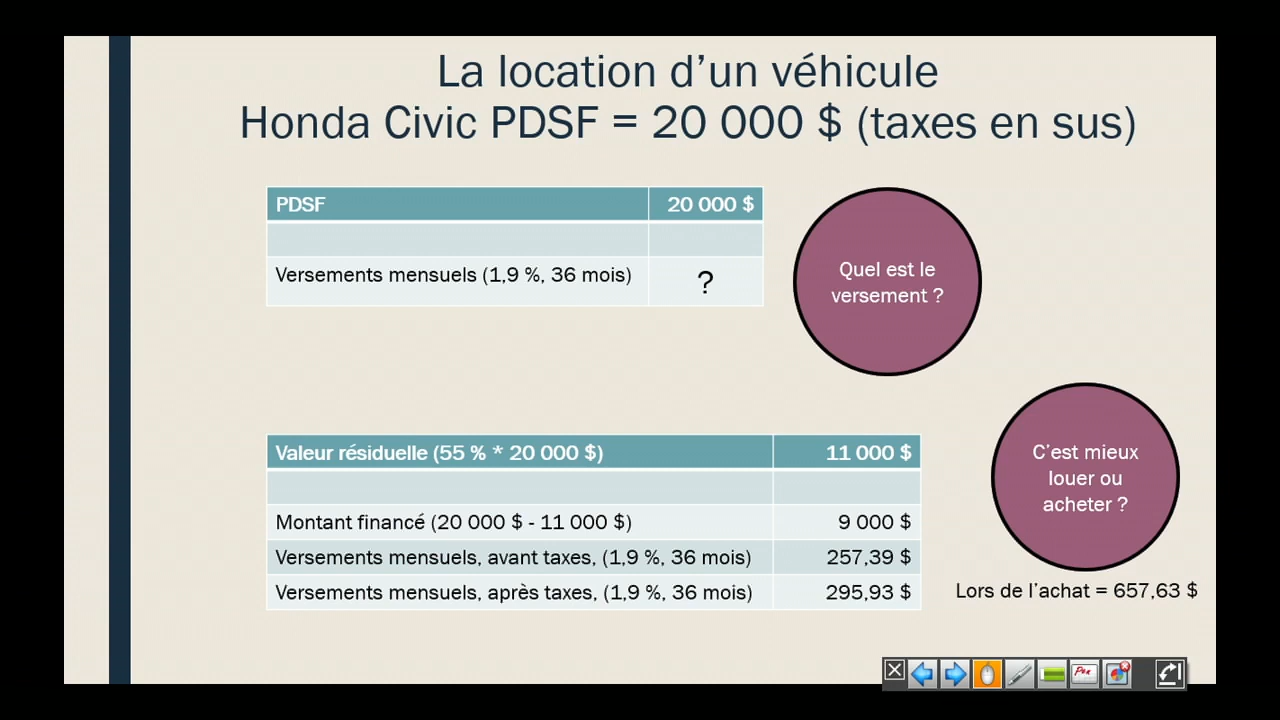 La location d’un véhicule
Honda Civic PDSF = 20 000 $ (taxes en sus)
PDSF 20 000 $
Versements mensuels (1,9 %, 36 mois) ?
Quel est le
versement ?
Valeur résiduelle (55 % * 20 000 $) 11 000 $
Montant financé (20 000 $ - 11 000 $) 9 000 $
Versements mensuels, avant taxes, (1,9 %, 36 mois) 257,39 $
Versements mensuels, après taxes, (1,9 %, 36 mois) 295,93 $
C’est mieux
louer ou
acheter ?
Lors de l’achat = 657,63 $
Pen